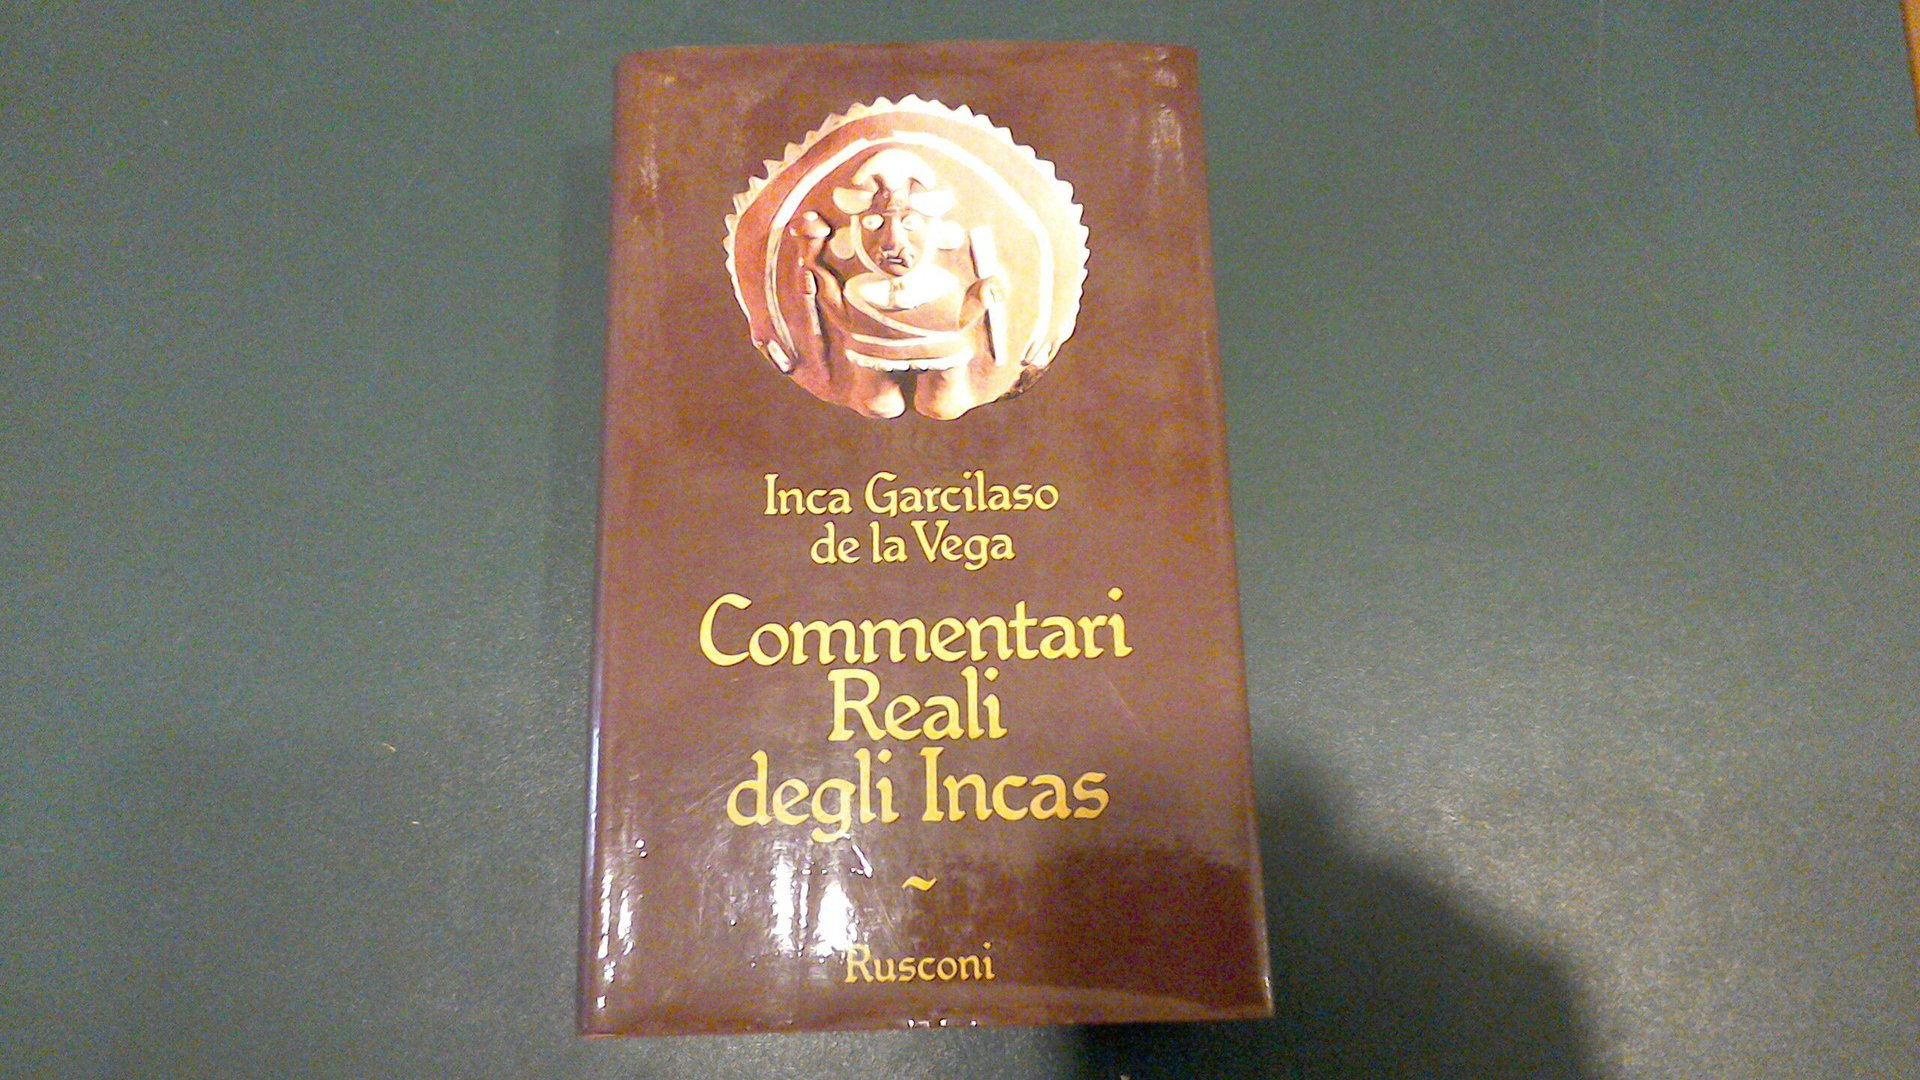 Inca Garcilaso
de la Vega
Commentari
Reali
degli Incas
~
Rusconi